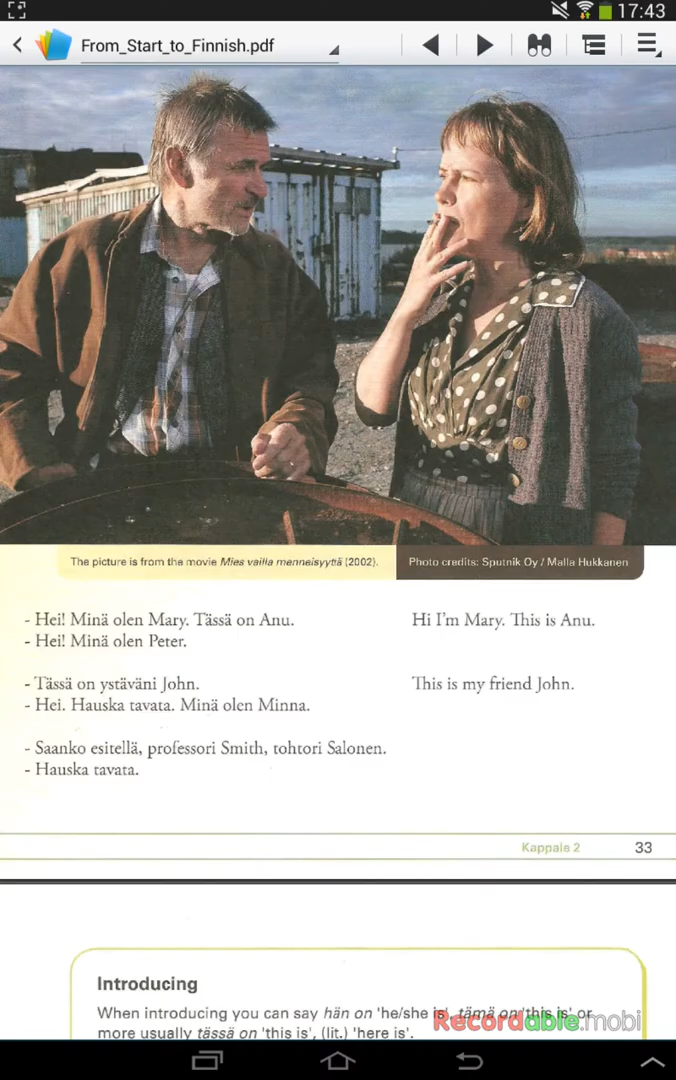 17:43
From_Start_to_Finnish.pdf
The picture is from the movie Mies vailla menneisyyttä (2002).
Photo credits: Sputnik Oy / Malla Hukkanen
- Hei! Minä olen Mary. Tässä on Anu.
Hi I'm Mary. This is Anu.
- Hei! Minä olen Peter.
- Tässä on ystäväni John.
This is my friend John.
- Hei. Hauska tavata. Minä olen Minna.
- Saanko esitellä, professori Smith, tohtori Salonen.
- Hauska tavata.
Kappale 2
33
Introducing
When introducing you can say hän on 'he/she is', tämä on 'this is' or
more usually tässä on 'this is', (lit.) 'here is'.
Recordable.mobi